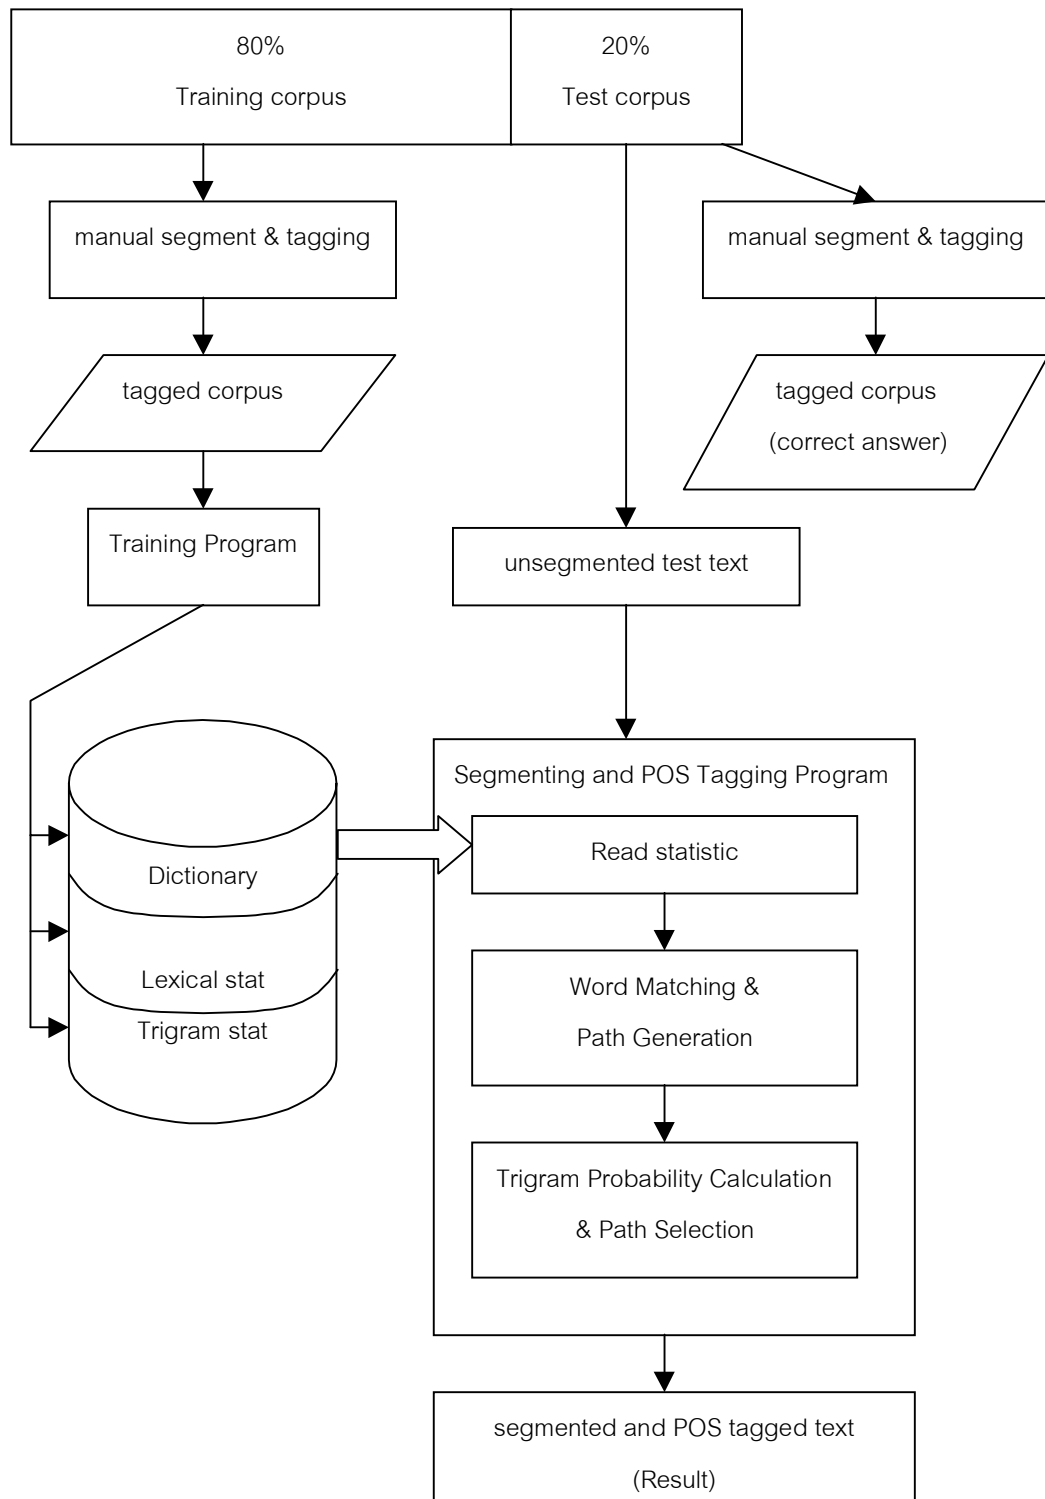 80%
Training corpus
20%
Test corpus
manual segment & tagging
manual segment & tagging
tagged corpus
tagged corpus
(correct answer)
Training Program
unsegmented test text
Segmenting and POS Tagging Program
Read statistic
Dictionary
Lexical stat
Trigram stat
Word Matching &
Path Generation
Trigram Probability Calculation
& Path Selection
segmented and POS tagged text
(Result)